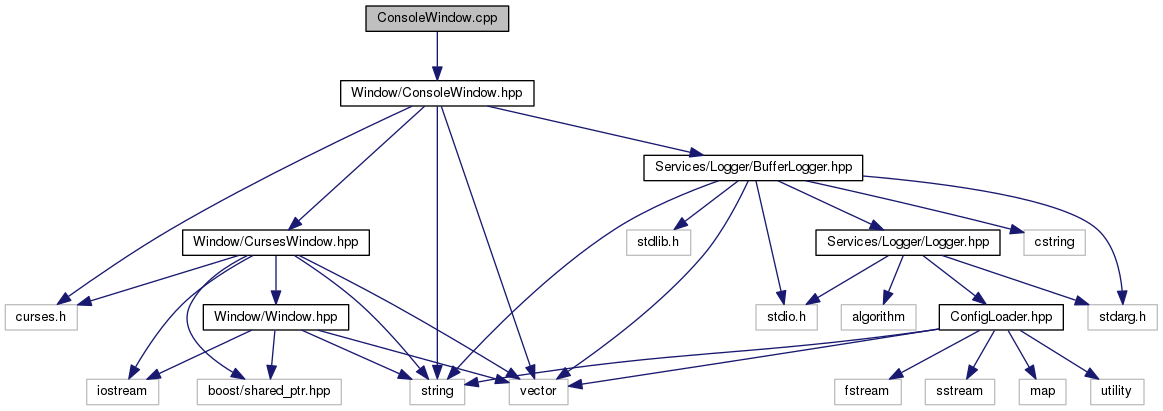 ConsoleWindow.cpp
Window/ConsoleWindow.hpp
Services/Logger/BufferLogger.hpp
Window/CursesWindow.hpp
stdlib.h
Services/Logger/Logger.hpp
cstring
curses.h
Window/Window.hpp
stdio.h
algorithm
ConfigLoader.hpp
stdarg.h
iostream
boost/shared_ptr.hpp
string
vector
fstream
sstream
map
utility